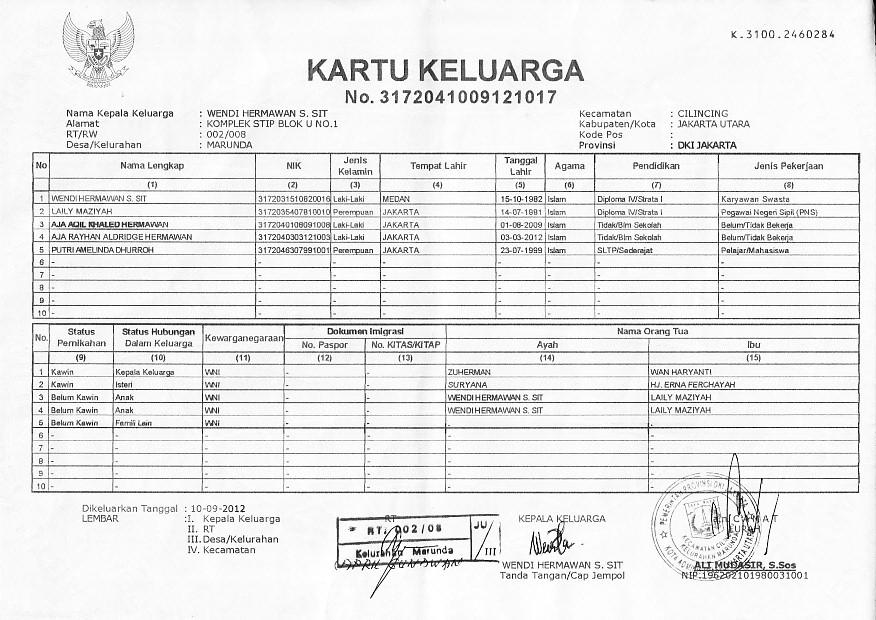 K.3100.2460284
KARTU KELUARGA
No. 3172041009121017
Nama Kepala Keluarga : WENDI HERMAWAN S. SIT
Alamat : KOMPLEK STIP BLOK U NO.1
RT/RW : 002/008
Desa/Kelurahan : MARUNDA
Kecamatan : CILINCING
Kabupaten/Kota : JAKARTA UTARA
Kode Pos :
Provinsi : DKI JAKARTA
No Nama Lengkap NIK Jenis Kelamin Tempat Lahir Tanggal Lahir Agama Pendidikan Jenis Pekerjaan
(1) (2) (3) (4) (5) (6) (7) (8)
1 WENDI HERMAWAN S. SIT 3172031510820016 Laki-Laki MEDAN 15-10-1982 Islam Diploma IV/Strata I Karyawan Swasta
2 LAILY MAZIYAH 3172035407810010 Perempuan JAKARTA 14-07-1981 Islam Diploma IV/Strata I Pegawai Negeri Sipil (PNS)
3 AJA AQIL KHALED HERMAWAN 3172040108091008 Laki-Laki JAKARTA 01-08-2009 Islam Tidak/Blm Sekolah Belum/Tidak Bekerja
4 AJA RAYHAN ALDRIDGE HERMAWAN 3172040303121003 Laki-Laki JAKARTA 03-03-2012 Islam Tidak/Blm Sekolah Belum/Tidak Bekerja
5 PUTRI AMELINDA DHURROH 3172046307991001 Perempuan JAKARTA 23-07-1999 Islam SLTP/Sederajat Pelajar/Mahasiswa
6 - - - - - - - -
7 - - - - - - - -
8 - - - - - - - -
9 - - - - - - - -
10 - - - - - - - -
No. Status Pernikahan Status Hubungan Dalam Keluarga Kewarganegaraan Dokumen Imigrasi Nama Orang Tua
No. Paspor No. KITAS/KITAP Ayah Ibu
(9) (10) (11) (12) (13) (14) (15)
1 Kawin Kepala Keluarga WNI - - ZUHERMAN WAN HARYANTI
2 Kawin Isteri WNI - - SURYANA HJ. ERNA FERCHAYAH
3 Belum Kawin Anak WNI - - WENDI HERMAWAN S. SIT LAILY MAZIYAH
4 Belum Kawin Anak WNI - - WENDI HERMAWAN S. SIT LAILY MAZIYAH
5 Belum Kawin Famili Lain WNI - - - -
6 - - - - - - -
7 - - - - - - -
8 - - - - - - -
9 - - - - - - -
10 - - - - - - -
Dikeluarkan Tanggal : 10-09-2012
LEMBAR :I. Kepala Keluarga
II. RT
III. Desa/Kelurahan
IV. Kecamatan
RT
RT. 002/08
Kelurahan Marunda
JU / III
KEPALA KELUARGA
WENDI HERMAWAN S. SIT
Tanda Tangan/Cap Jempol
LURAH
ALI MUDASIR, S.Sos
NIP.196202101980031001